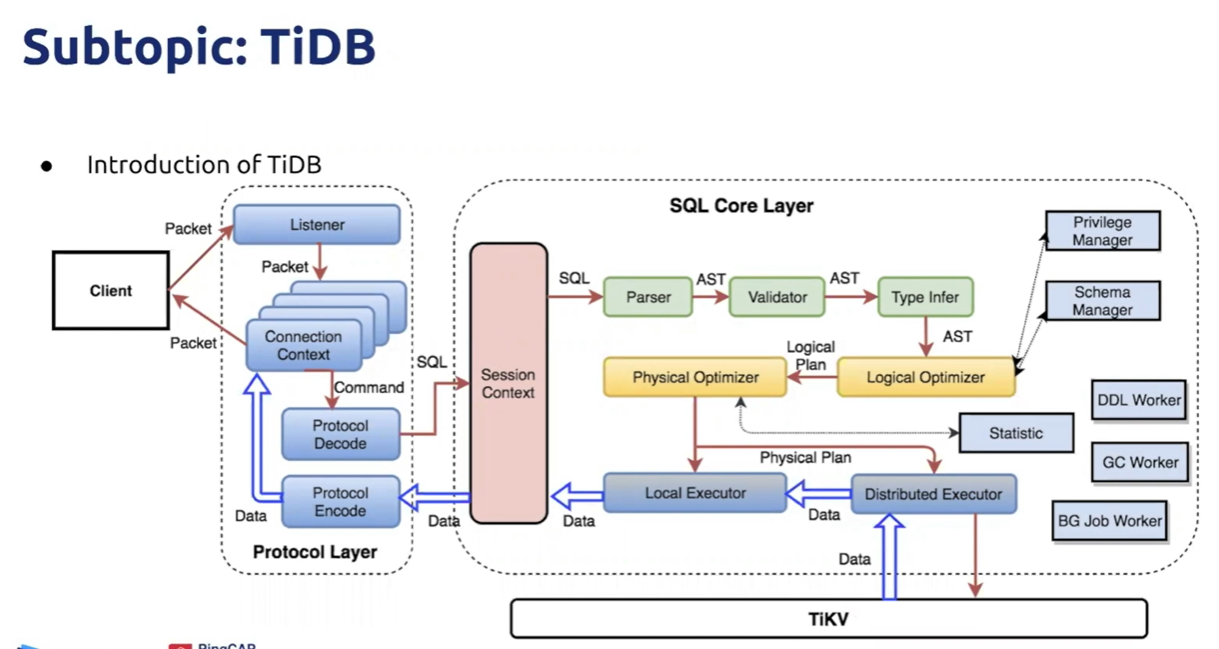 Subtopic: TiDB
● Introduction of TiDB
SQL Core Layer
Packet
Listener
Privilege
Manager
Packet
Client
SQL
Parser
AST
Validator
AST
Type Infer
Schema
Manager
Packet
Connection
Context
AST
Logical
Plan
SQL
Session
Context
Physical Optimizer
Logical Optimizer
Command
DDL Worker
Protocol
Decode
Statistic
Physical Plan
GC Worker
Protocol
Encode
Local Executor
Distributed Executor
Data
Data
Data
Data
BG Job Worker
Protocol Layer
Data
TiKV
PingCAP